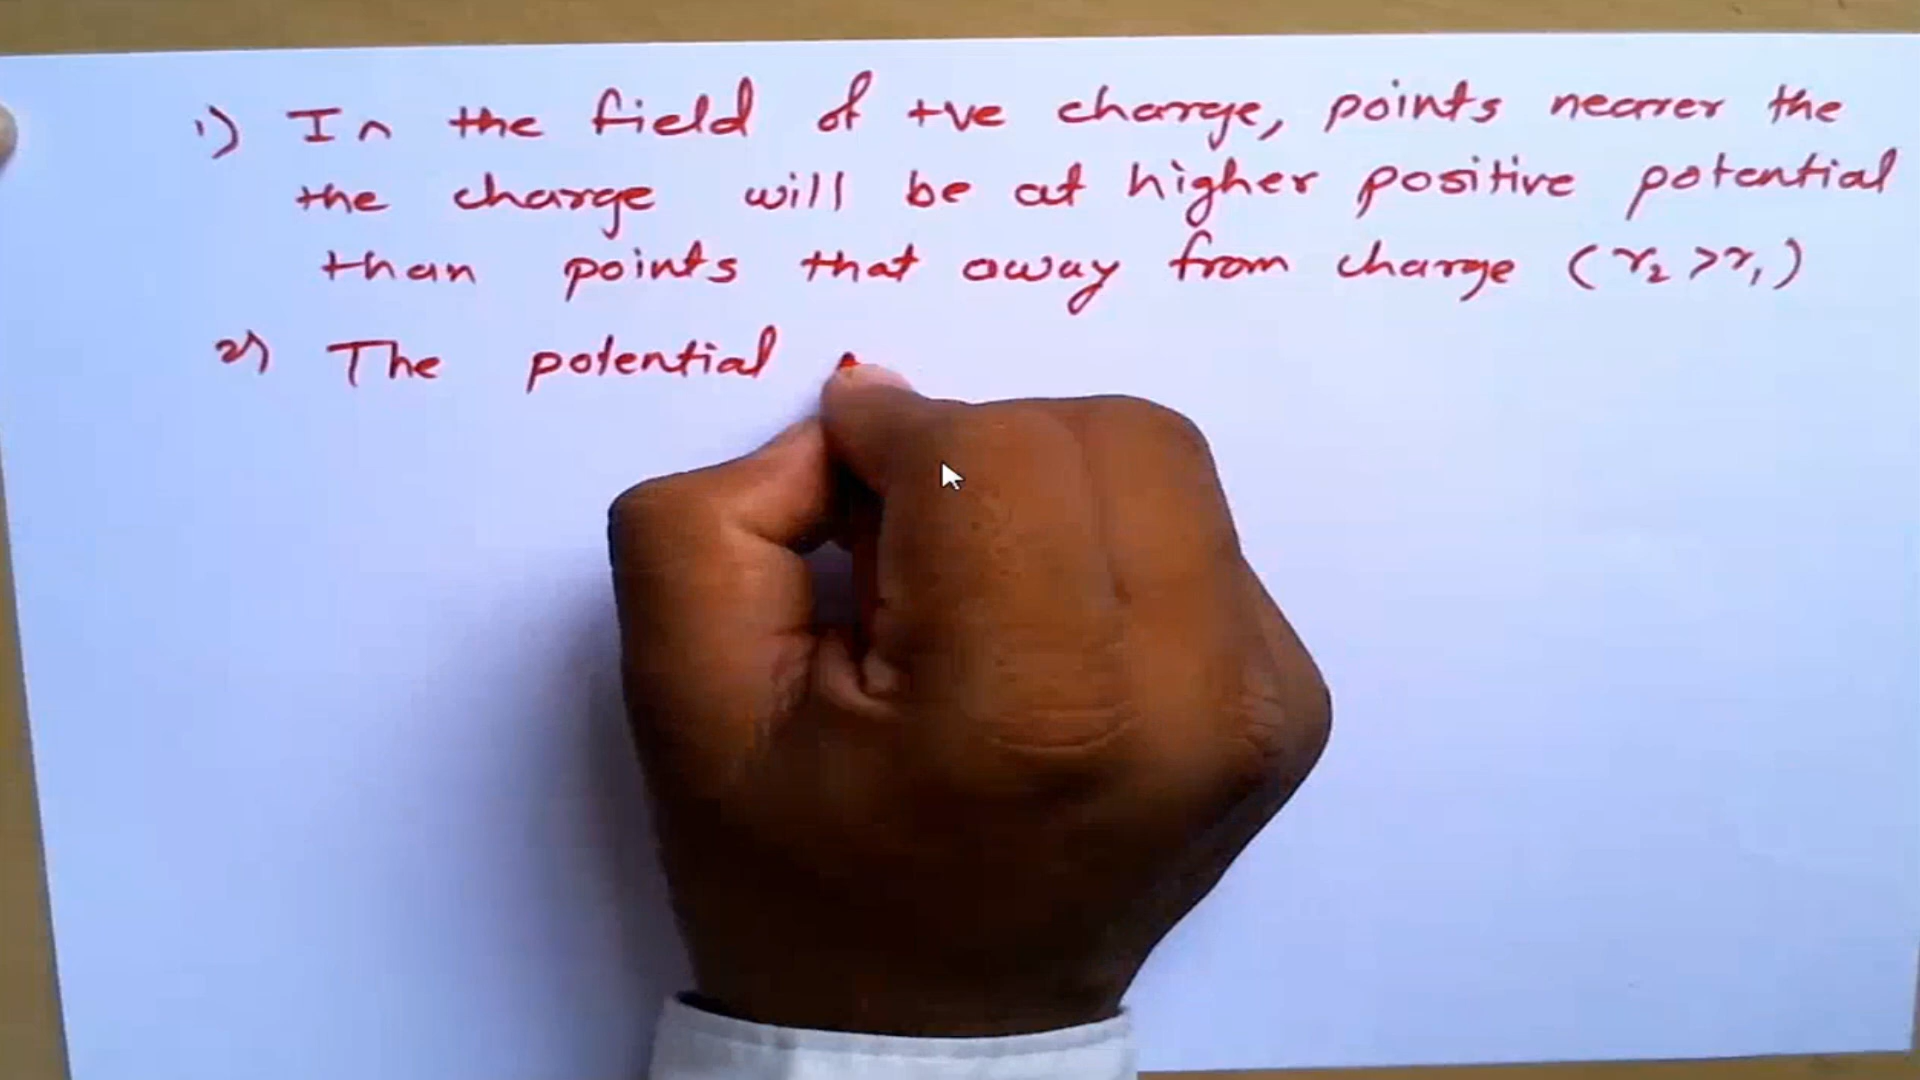 1) In the field of +ve charge, points nearer the
the charge will be at higher positive potential
than points that away from charge (r₂ > r₁)
2) The potential